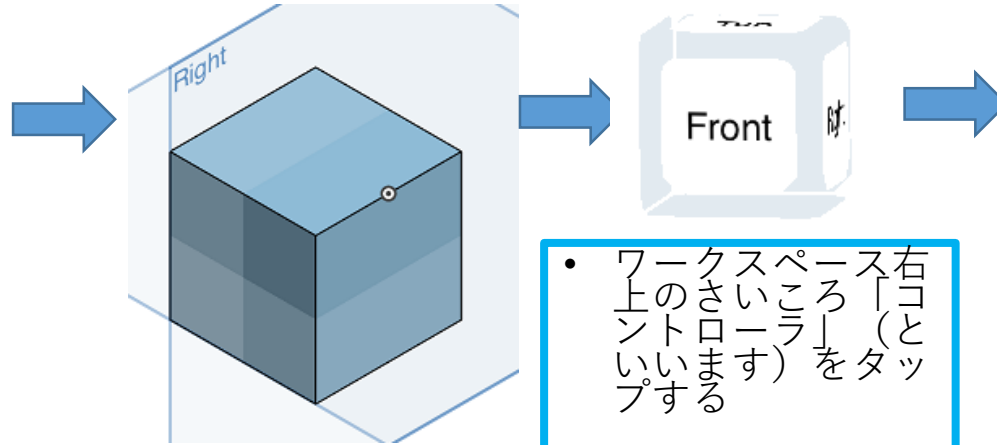 Right
Front
• ワークスペース右
上のさいころ「コ
ントローラ」（と
いいます）をタッ
プする